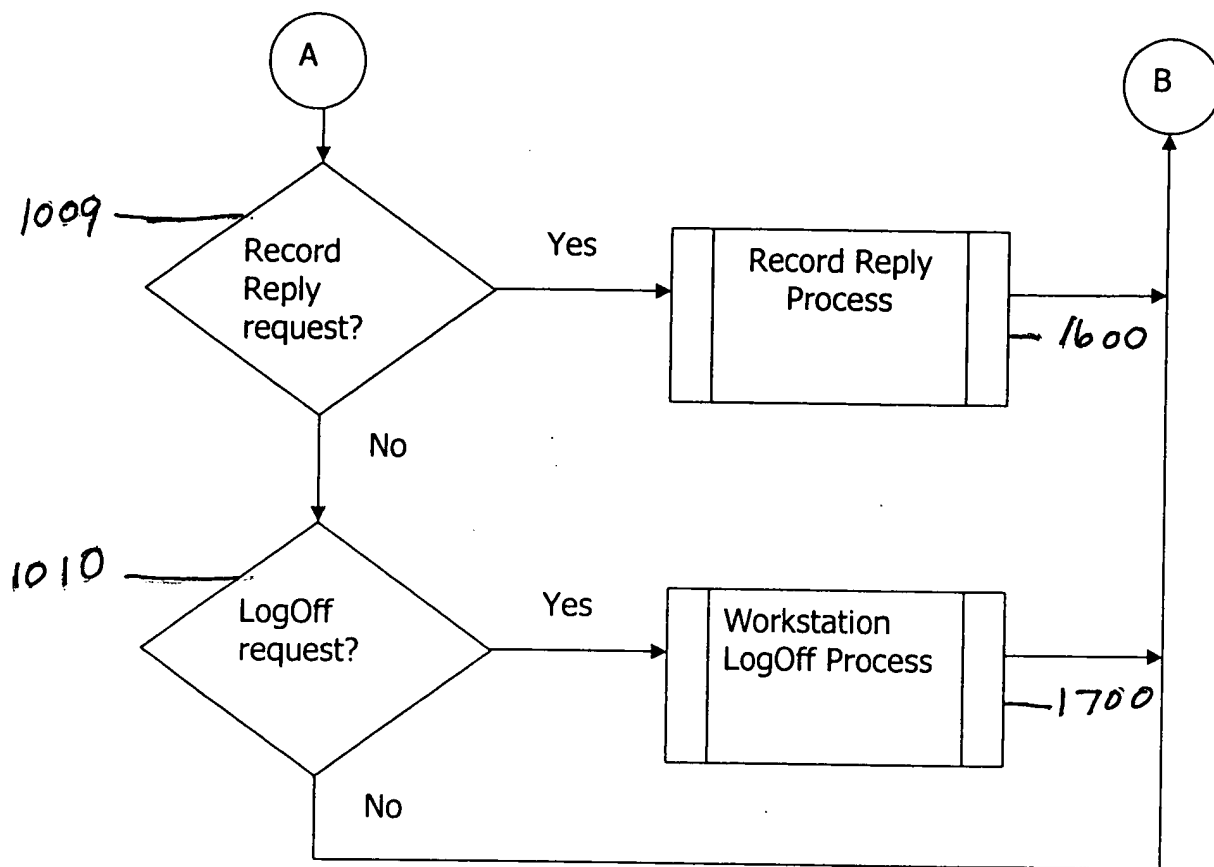 A
B
1009
Record
Reply
request?
Yes
Record Reply
Process
1600
No
1010
LogOff
request?
Yes
Workstation
LogOff Process
1700
No